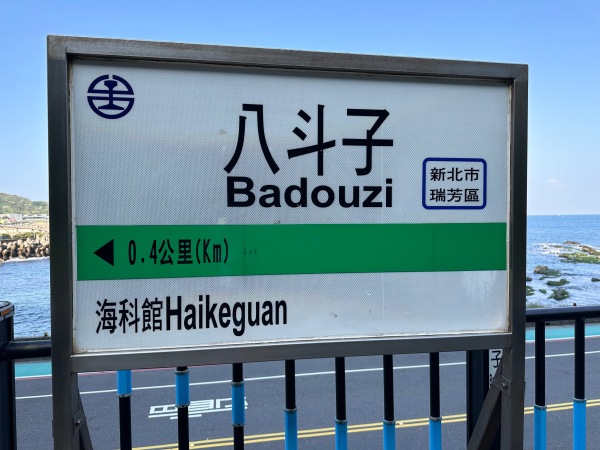 八斗子
Badouzi
新北市
瑞芳區
0.4公里(Km)
海科館Haikeguan